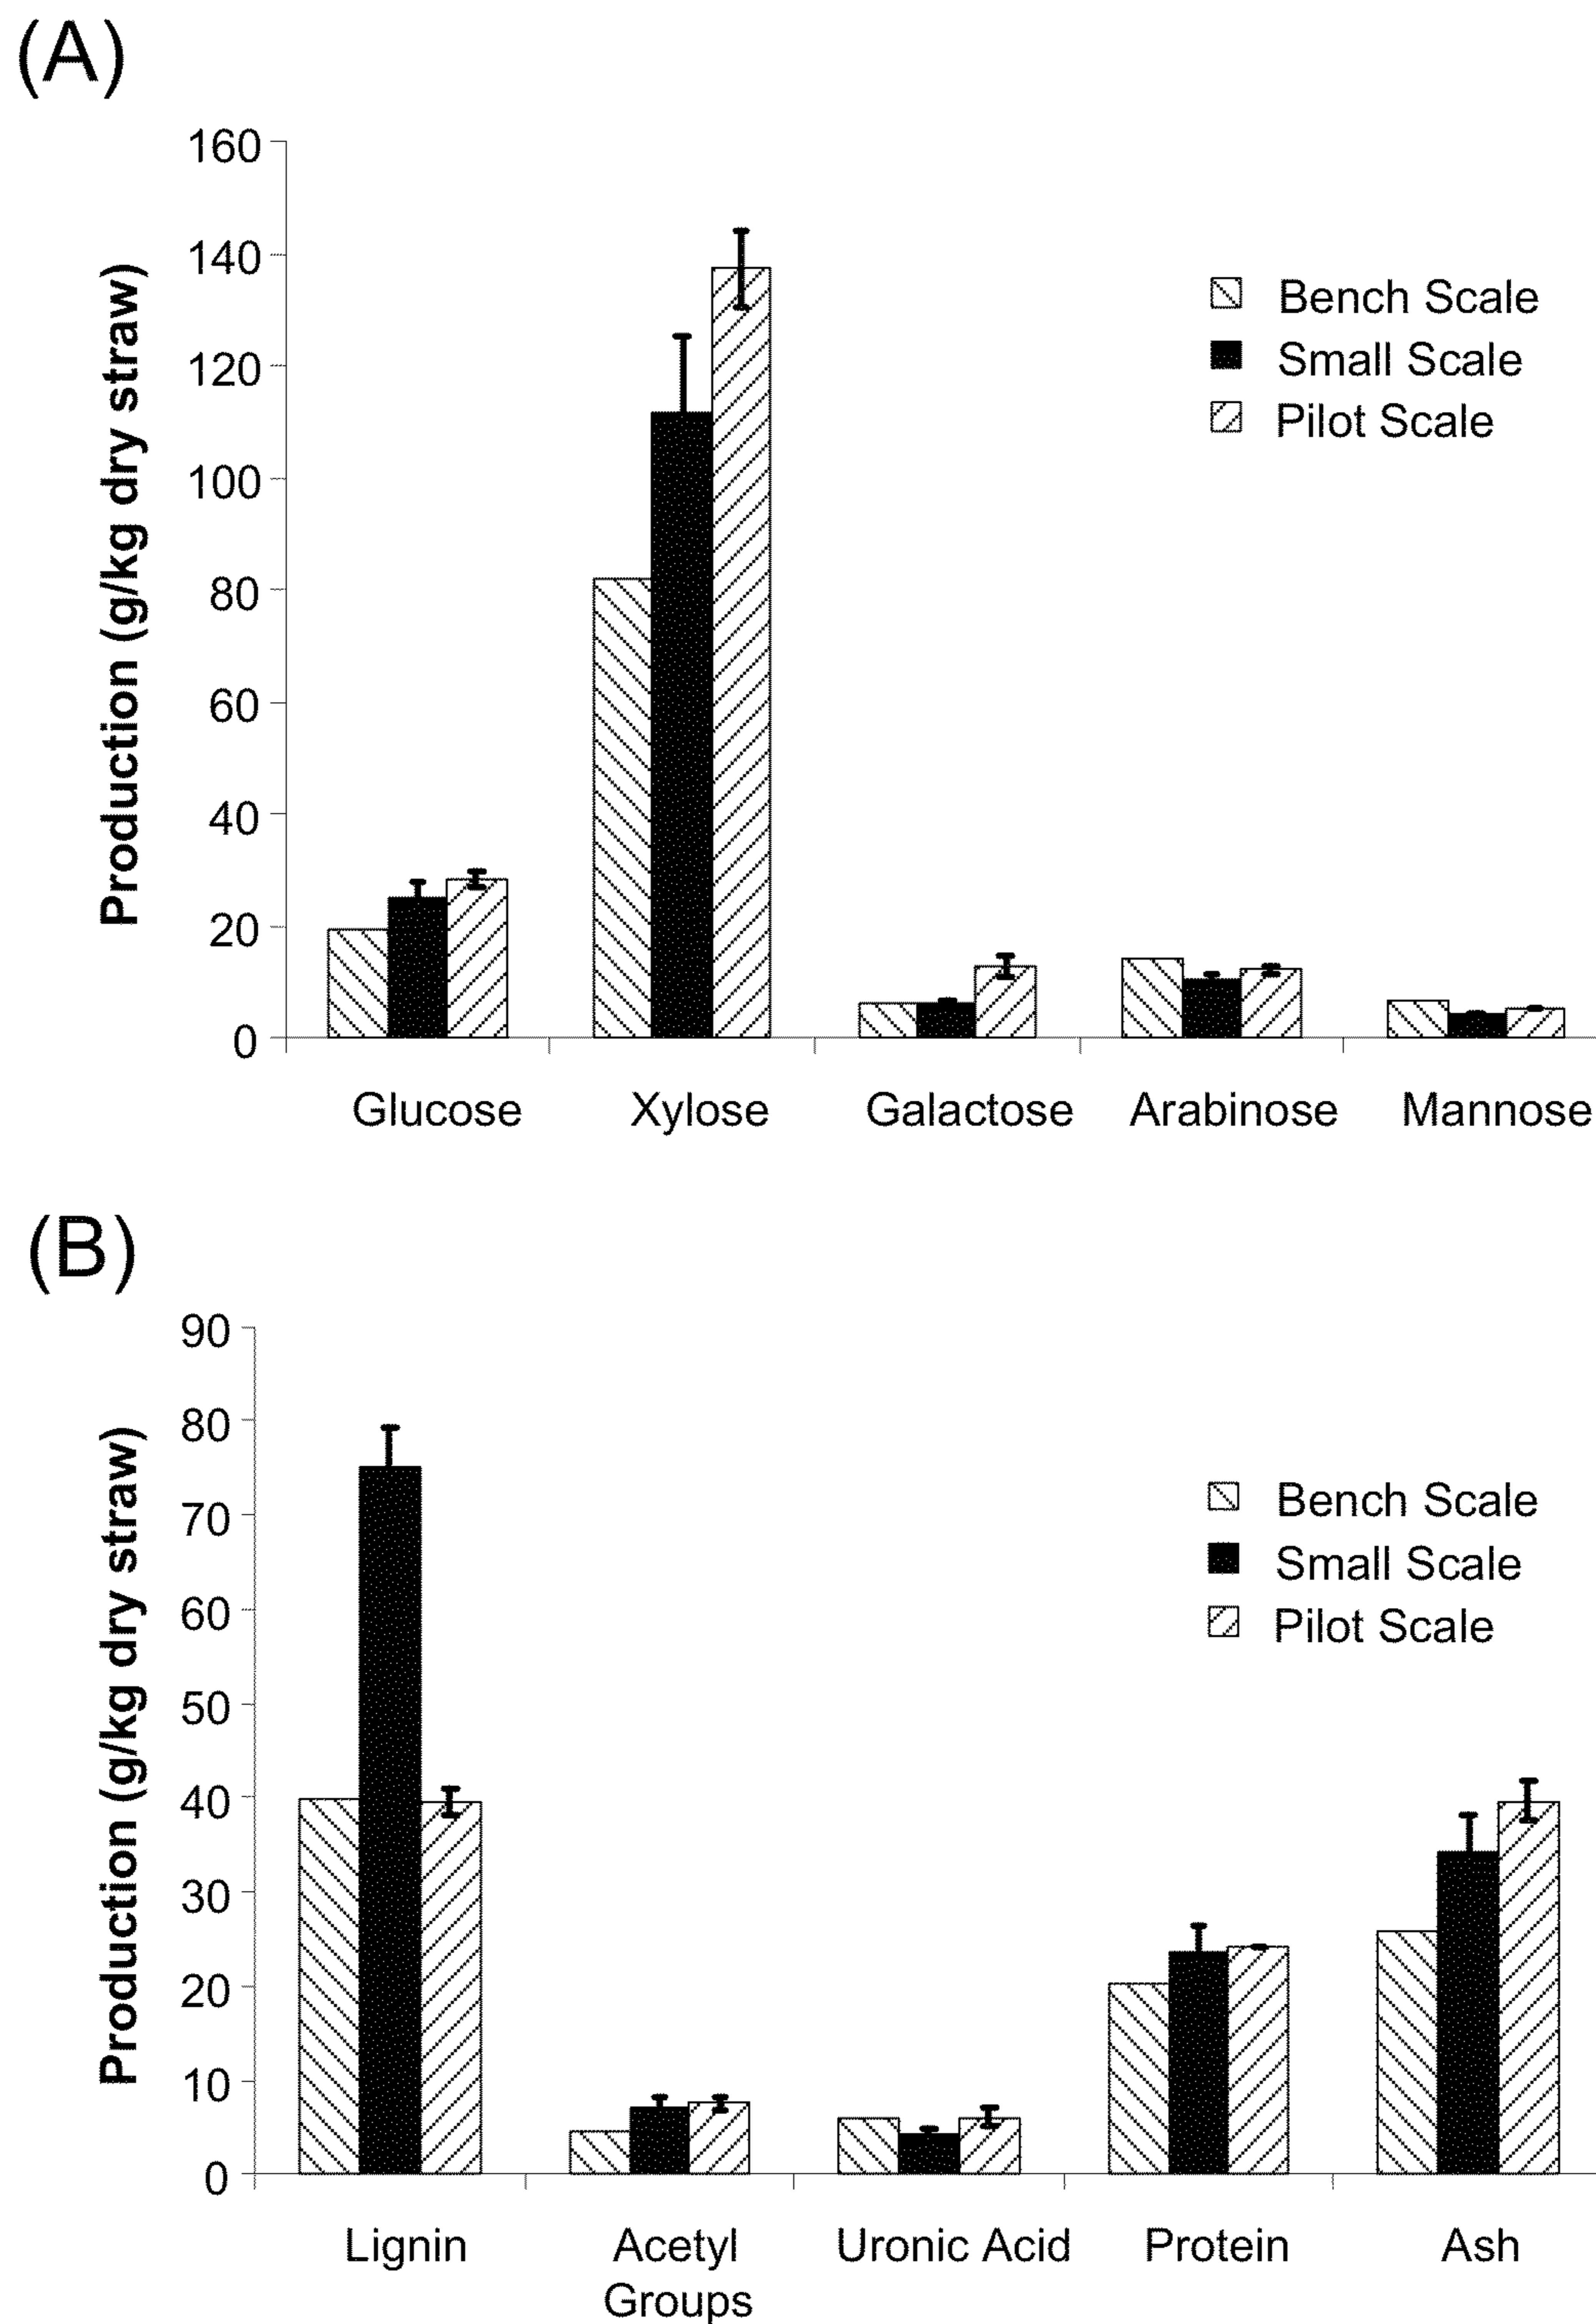 (A)
Production (g/kg dry straw)
160
140
120
100
80
60
40
20
0
Bench Scale
Small Scale
Pilot Scale
Glucose Xylose Galactose Arabinose Mannose
(B)
Production (g/kg dry straw)
90
80
70
60
50
40
30
20
10
0
Bench Scale
Small Scale
Pilot Scale
Lignin Acetyl Uronic Acid Protein Ash
Groups